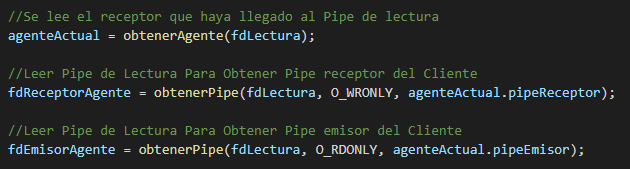 //Se lee el receptor que haya llegado al Pipe de lectura
agenteActual = obtenerAgente(fdLectura);
//Leer Pipe de Lectura Para Obtener Pipe receptor del Cliente
fdReceptorAgente = obtenerPipe(fdLectura, O_WRONLY, agenteActual.pipeReceptor);
//Leer Pipe de Lectura Para Obtener Pipe emisor del Cliente
fdEmisorAgente = obtenerPipe(fdLectura, O_RDONLY, agenteActual.pipeEmisor);